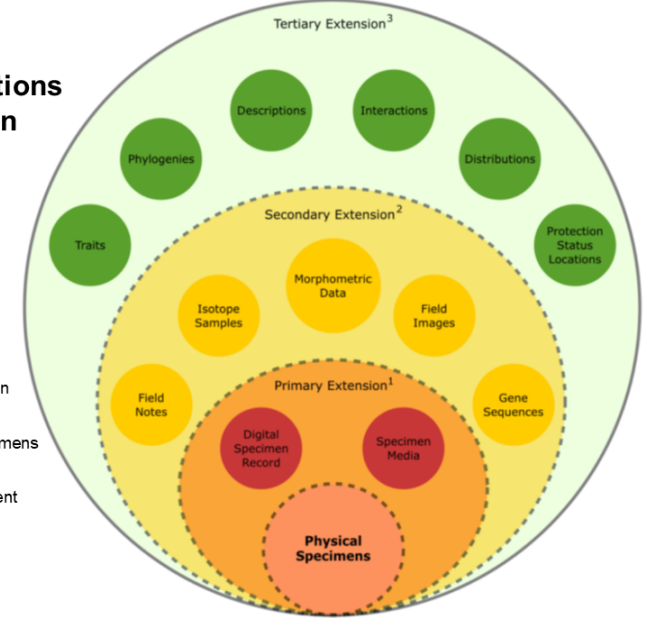 tions
n
n
mens
ent
Tertiary Extension3
Descriptions
Interactions
Phylogenies
Distributions
Traits
Protection
Status
Locations
Secondary Extension2
Morphometric
Data
Isotope
Samples
Field
Images
Field
Notes
Gene
Sequences
Primary Extension1
Digital
Specimen
Record
Specimen
Media
Physical
Specimens